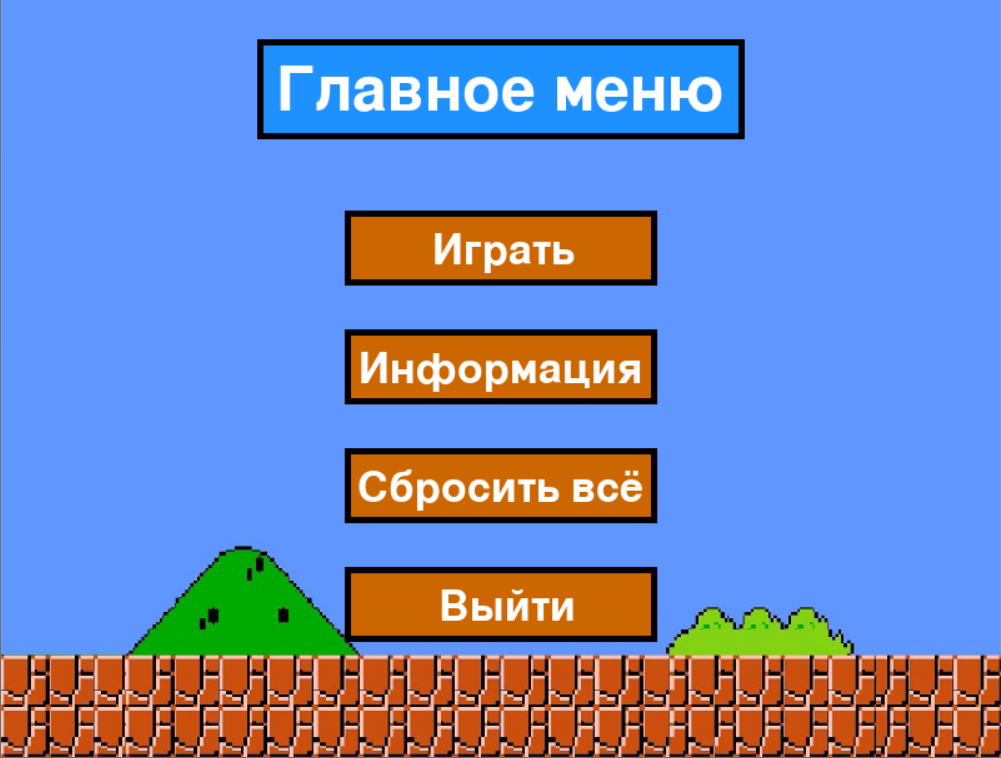 Главное меню
Играть
Информация
Сбросить всё
Выйти